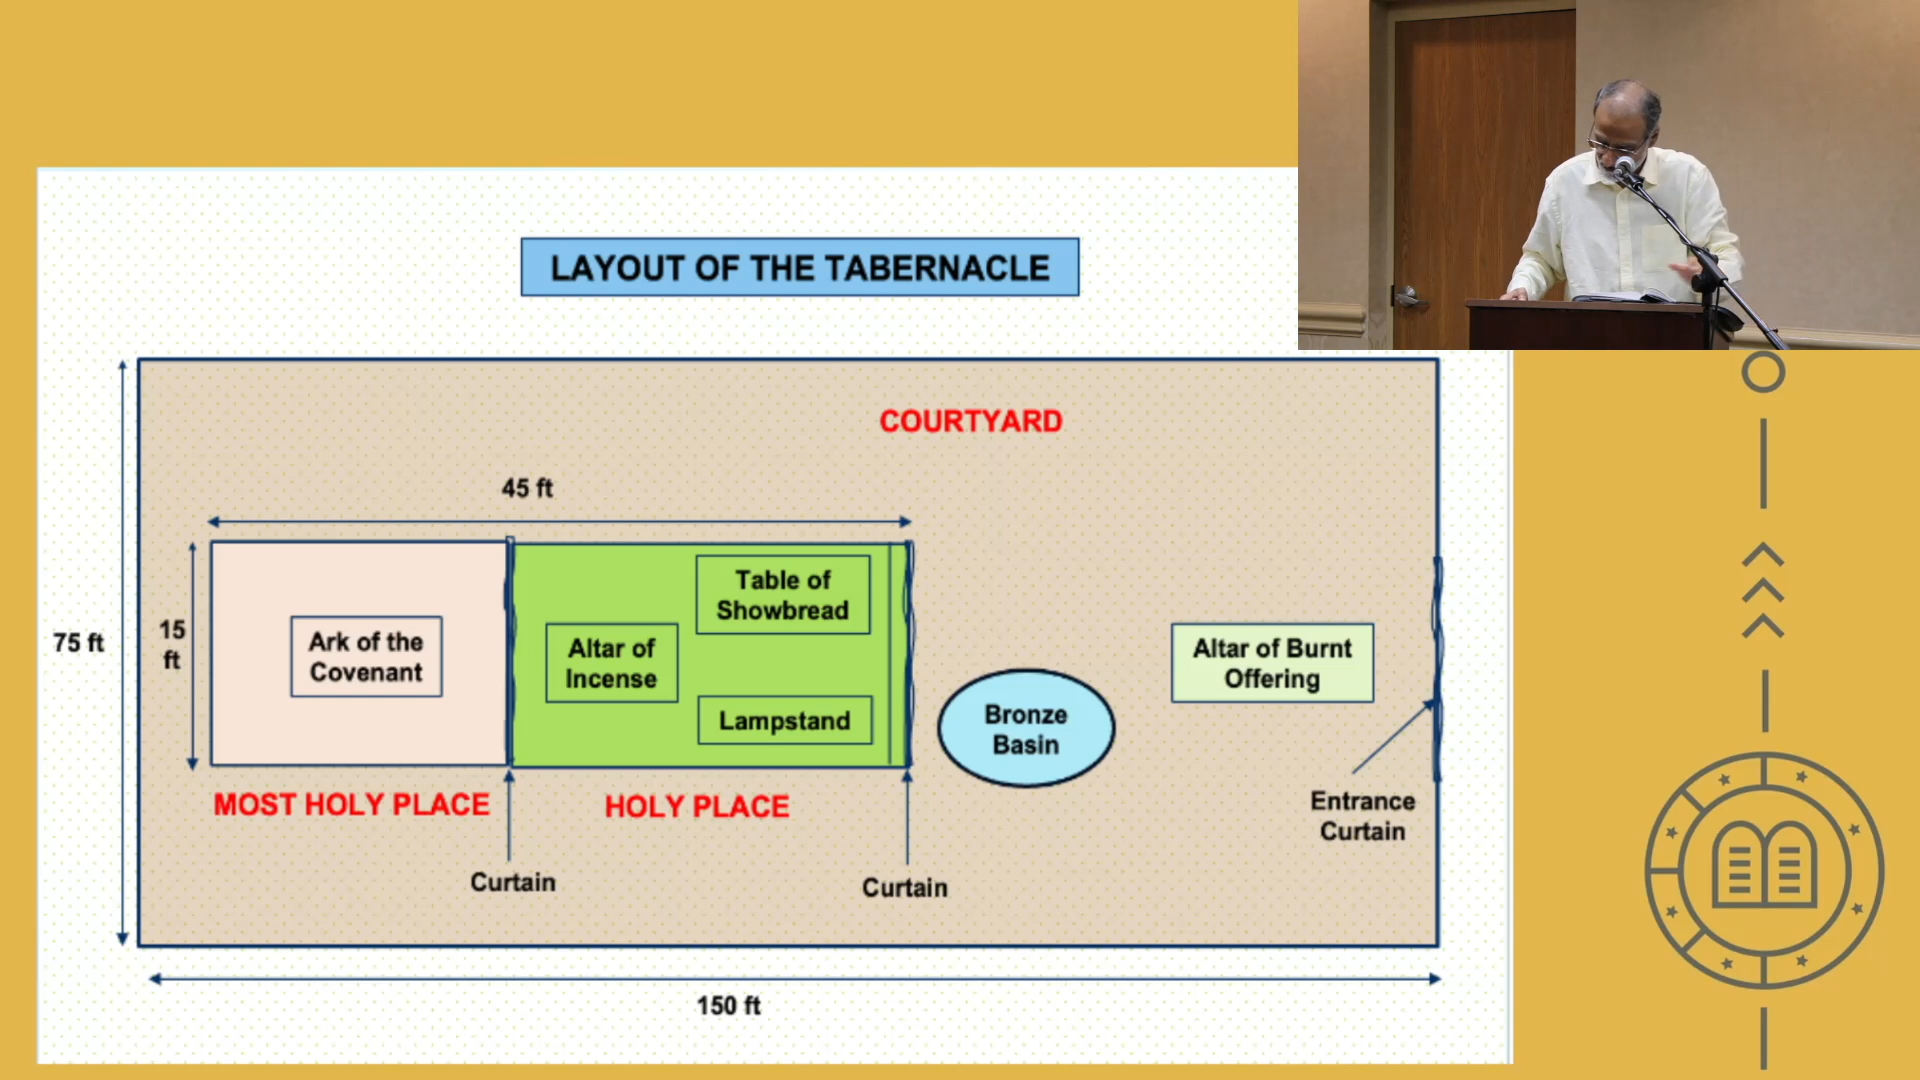 LAYOUT OF THE TABERNACLE
COURTYARD
45 ft
75 ft
15
ft
Ark of the
Covenant
Altar of
Incense
Table of
Showbread
Lampstand
Bronze
Basin
Altar of Burnt
Offering
MOST HOLY PLACE
HOLY PLACE
Entrance
Curtain
Curtain
Curtain
150 ft